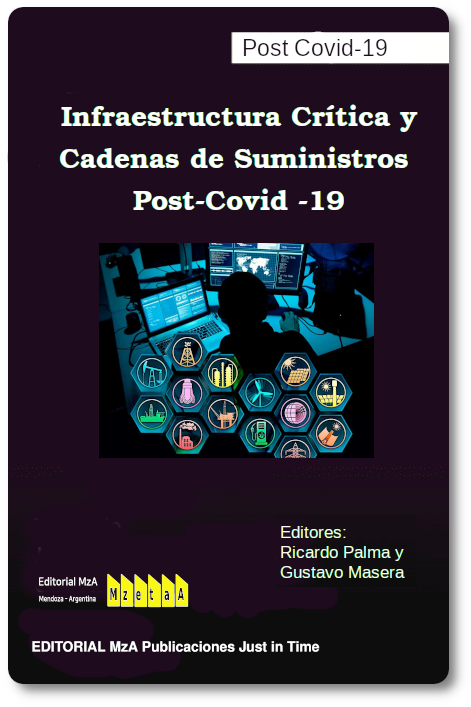 Post Covid-19
Infraestructura Crítica y
Cadenas de Suministros
Post-Covid -19
Editores:
Ricardo Palma y
Gustavo Masera
Editorial MzA
Mendoza - Argentina
MzetaA
EDITORIAL MzA Publicaciones Just in Time